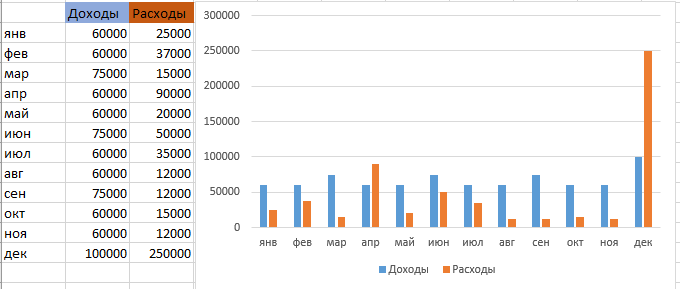 Доходы Расходы
янв 60000 25000
фев 60000 37000
мар 75000 15000
апр 60000 90000
май 60000 20000
июн 75000 50000
июл 60000 35000
авг 60000 12000
сен 75000 12000
окт 60000 15000
ноя 60000 12000
дек 100000 250000
300000
250000
200000
150000
100000
50000
0
янв фев мар апр май июн июл авг сен окт ноя дек
Доходы Расходы